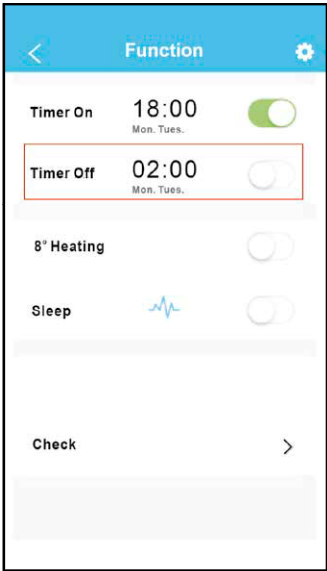 Function
Timer On 18:00
Mon. Tues.
Timer Off 02:00
Mon. Tues.
8° Heating
Sleep
Check